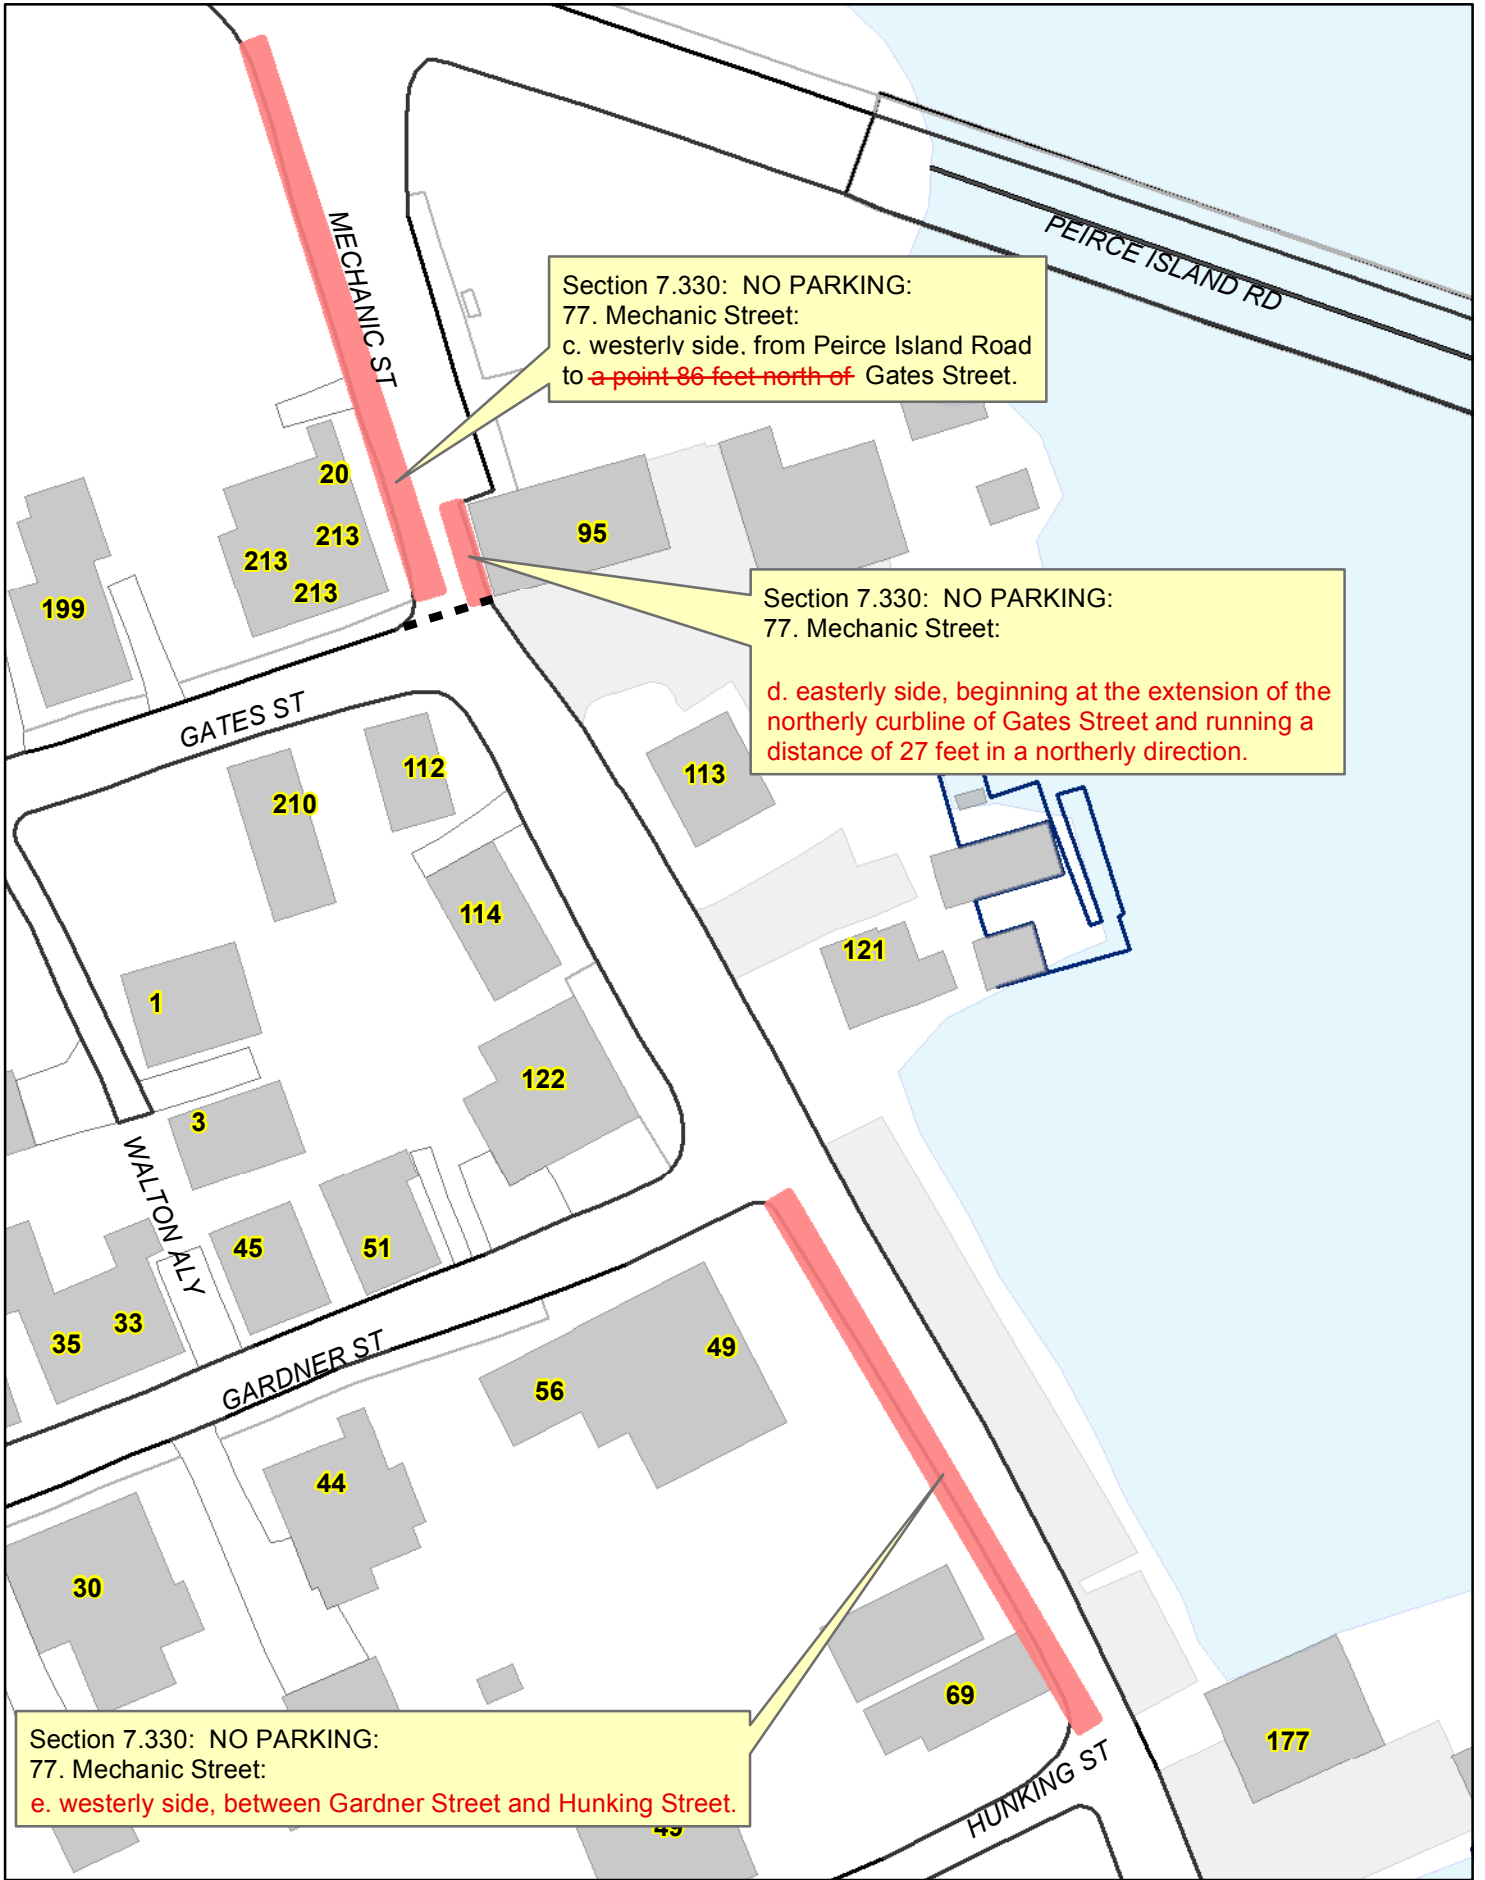 MECHANIC ST
PEIRCE ISLAND RD
Section 7.330:  NO PARKING:
77. Mechanic Street:
c. westerly side, from Peirce Island Road
to a point 86 feet north of  Gates Street.
20
213
213
213
95
199
Section 7.330:  NO PARKING:
77. Mechanic Street:
d. easterly side, beginning at the extension of the
northerly curbline of Gates Street and running a
distance of 27 feet in a northerly direction.
GATES ST
112
113
210
114
121
1
122
3
WALTON ALY
45
51
33
35
GARDNER ST
49
56
44
30
69
Section 7.330:  NO PARKING:
77. Mechanic Street:
e. westerly side, between Gardner Street and Hunking Street.
177
HUNKING ST
49